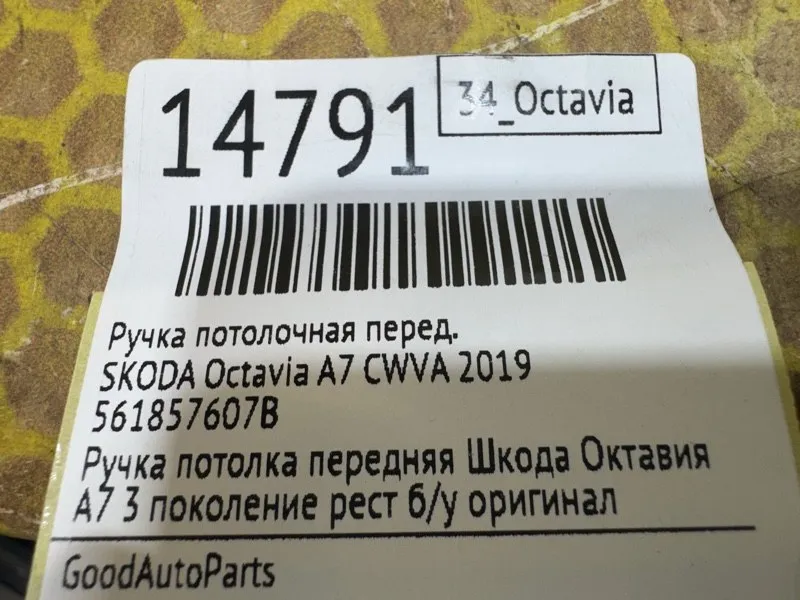 14791
34_Octavia
Ручка потолочная перед.
SKODA Octavia A7 CWVA 2019
561857607B
Ручка потолка передняя Шкода Октавия
А7 3 поколение рест б/у оригинал
GoodAutoParts